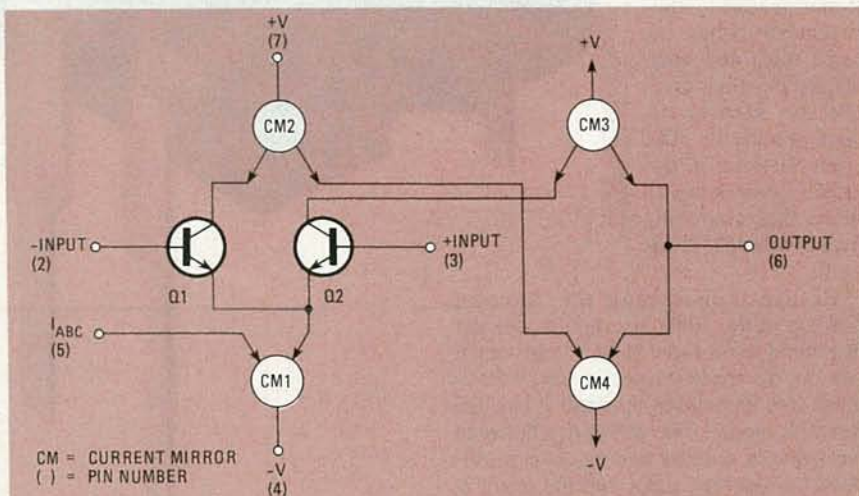 +V
(7)
+V
CM2
CM3
-INPUT
(2)
+INPUT
(3)
OUTPUT
(6)
Q1
Q2
I_ABC
(5)
CM1
CM4
-V
(4)
-V
CM = CURRENT MIRROR
( ) = PIN NUMBER